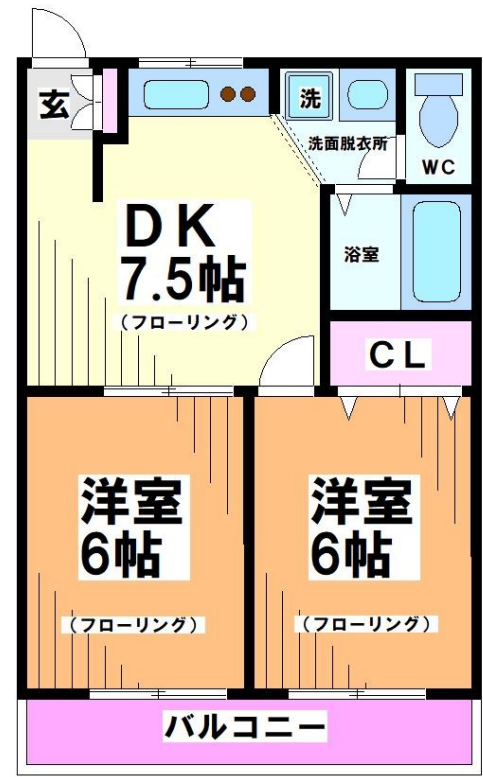 玄
洗
洗面脱衣所
WC
DK
7.5帖
(フローリング)
浴室
CL
洋室
6帖
(フローリング)
洋室
6帖
(フローリング)
バルコニー